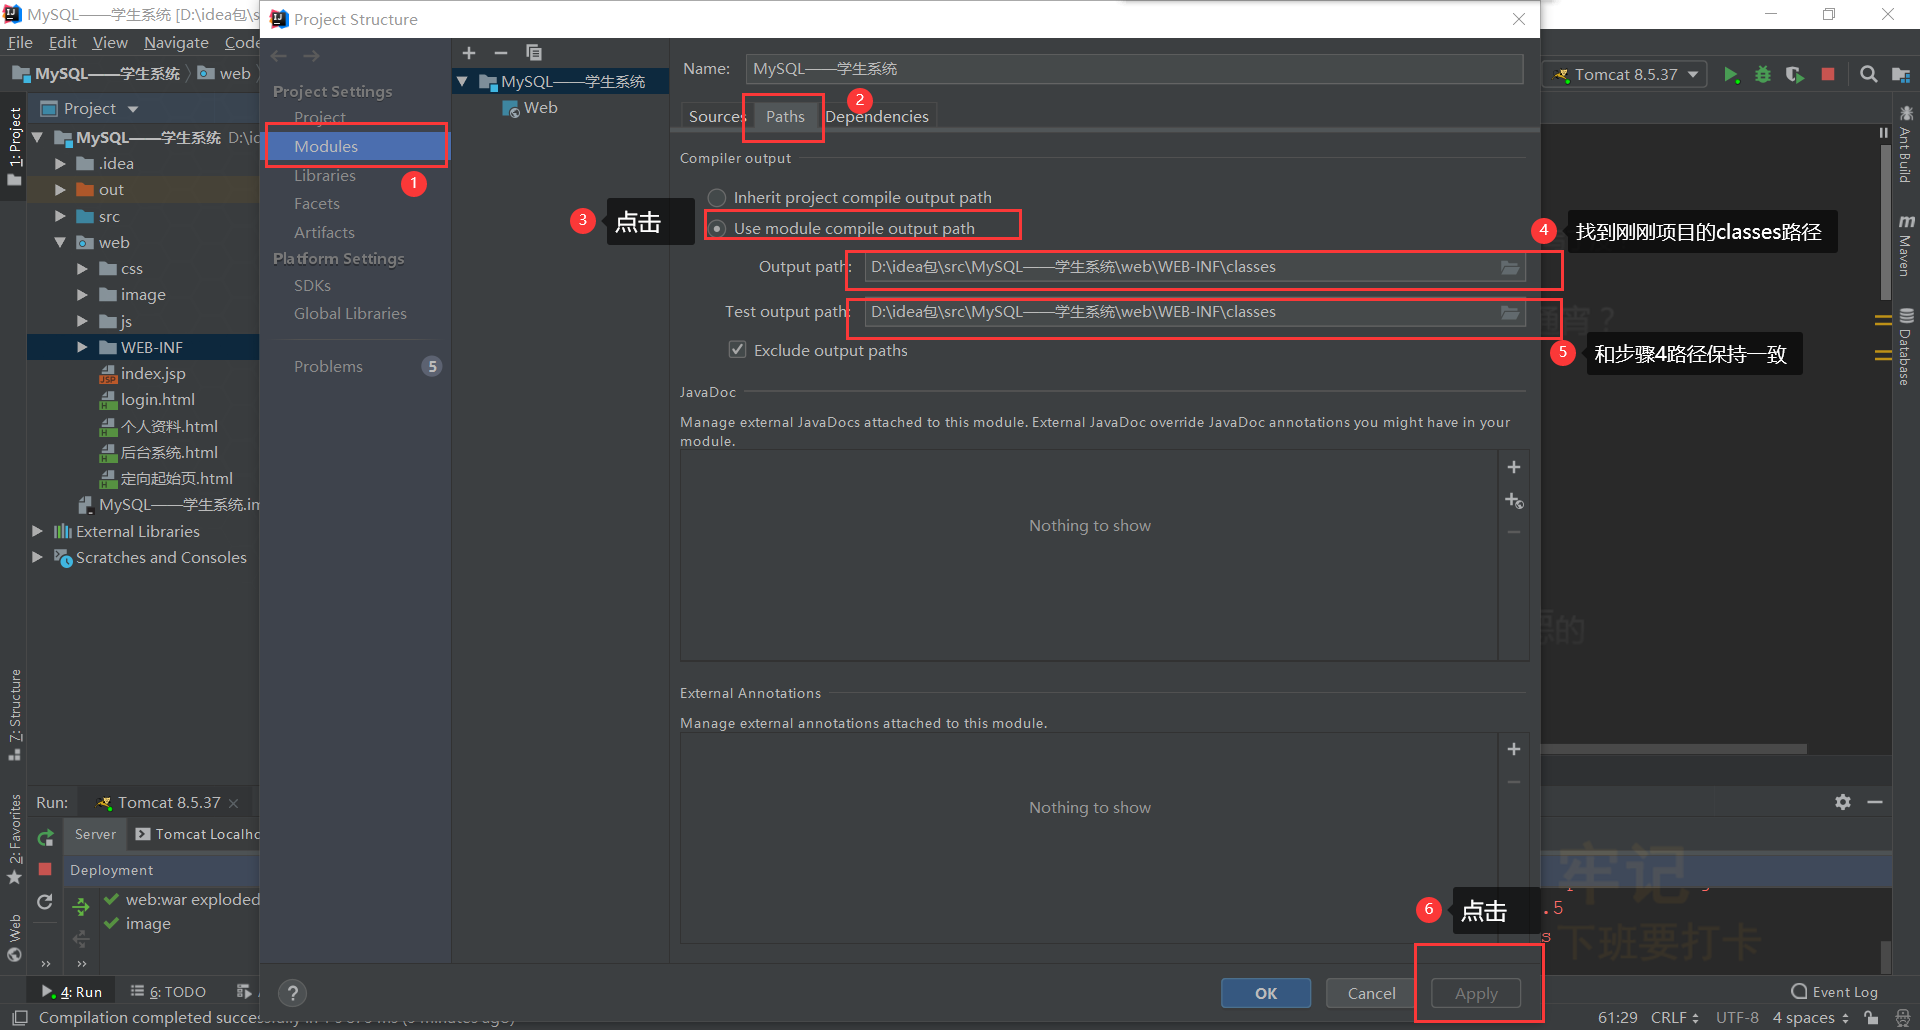 MySQL——学生系统 [D:\idea包\s
Project Structure
File Edit View Navigate Code
MySQL——学生系统 web
Tomcat 8.5.37
Project
1: Project
MySQL——学生系统 D:\id
.idea
out
src
web
css
image
js
WEB-INF
index.jsp
login.html
个人资料.html
后台系统.html
定向起始页.html
MySQL——学生系统.im
External Libraries
Scratches and Consoles
Z: Structure
2: Favorites
Web
Project Settings
Project
Modules
1
Libraries
Facets
Artifacts
Platform Settings
SDKs
Global Libraries
Problems 5
MySQL——学生系统
Web
Name: MySQL——学生系统
Sources Paths Dependencies
2
Compiler output
Inherit project compile output path
3 点击
Use module compile output path
4 找到刚刚项目的classes路径
Output path: D:\idea包\src\MySQL——学生系统\web\WEB-INF\classes
Test output path: D:\idea包\src\MySQL——学生系统\web\WEB-INF\classes
5 和步骤4路径保持一致
Exclude output paths
JavaDoc
Manage external JavaDocs attached to this module. External JavaDoc override JavaDoc annotations you might have in your
module.
Nothing to show
External Annotations
Manage external annotations attached to this module.
Nothing to show
6 点击
OK Cancel Apply
?
Ant Build
Maven
Database
宵？
的
牢记
.5
s
下班要打卡
Run: Tomcat 8.5.37
Server Tomcat Localho
Deployment
web:war exploded
image
4: Run 6: TODO
Event Log
Compilation completed success
61:29 CRLF UTF-8 4 spaces